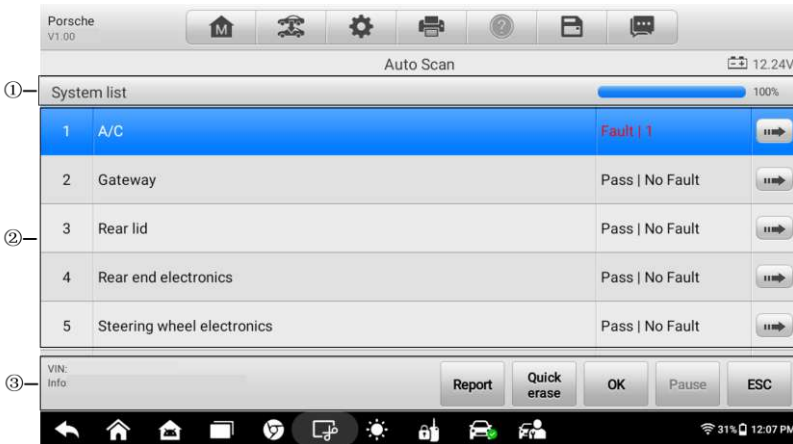 Porsche
V1.00
M
Auto Scan
12.24V
① System list 100%
1 A/C Fault | 1
2 Gateway Pass | No Fault
② 3 Rear lid Pass | No Fault
4 Rear end electronics Pass | No Fault
5 Steering wheel electronics Pass | No Fault
③ VIN:
Info
Report
Quick
erase
OK
Pause
ESC
31% 12:07 PM